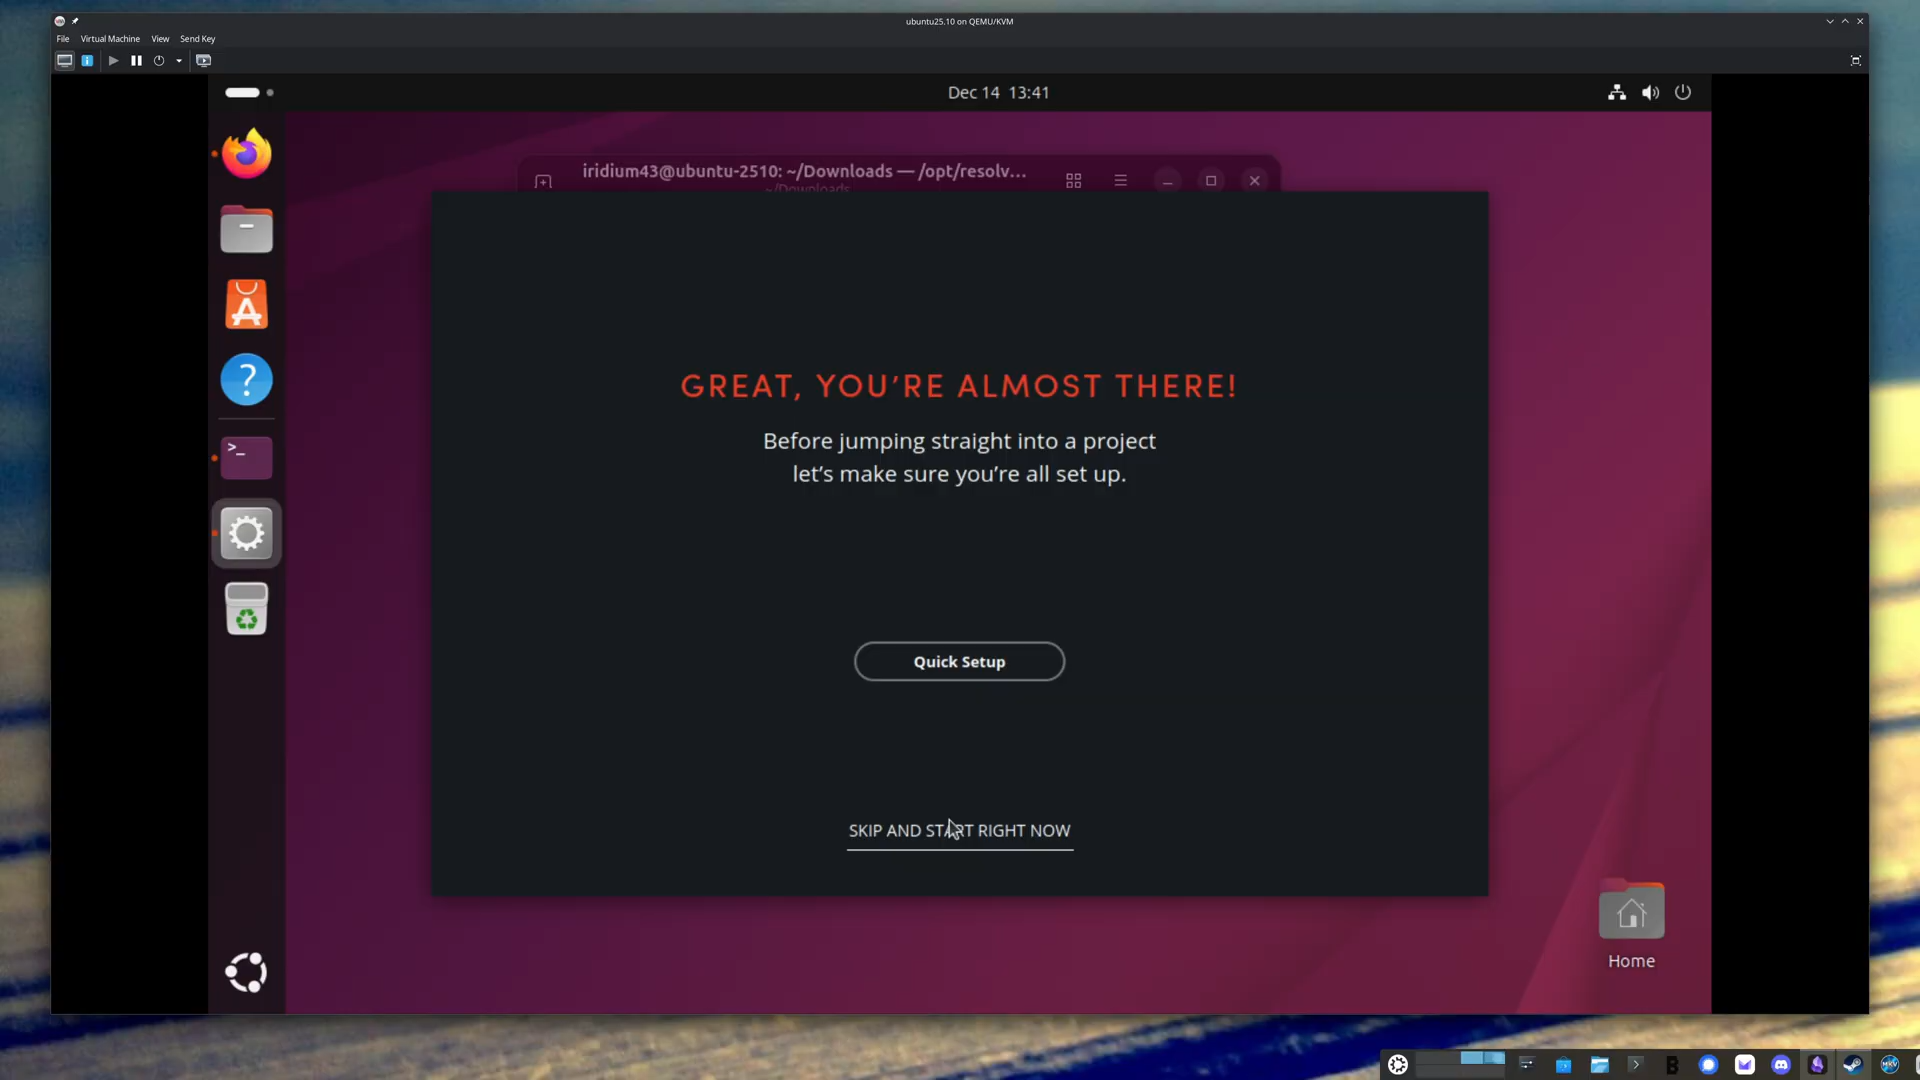 ubuntu25.10 on QEMU/KVM
File Virtual Machine View Send Key
Dec 14 13:41
iridium43@ubuntu-2510: ~/Downloads — /opt/resolv...
~/Downloads
GREAT, YOU’RE ALMOST THERE!
Before jumping straight into a project
let’s make sure you’re all set up.
Quick Setup
SKIP AND START RIGHT NOW
Home